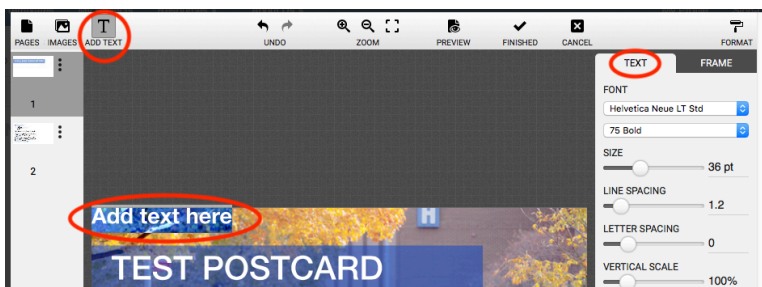 PAGES IMAGES ADD TEXT UNDO ZOOM PREVIEW FINISHED CANCEL FORMAT
TEXT FRAME
FONT
Helvetica Neue LT Std
75 Bold
SIZE
36 pt
LINE SPACING
1.2
LETTER SPACING
0
VERTICAL SCALE
100%
1
2
Add text here
H
TEST POSTCARD